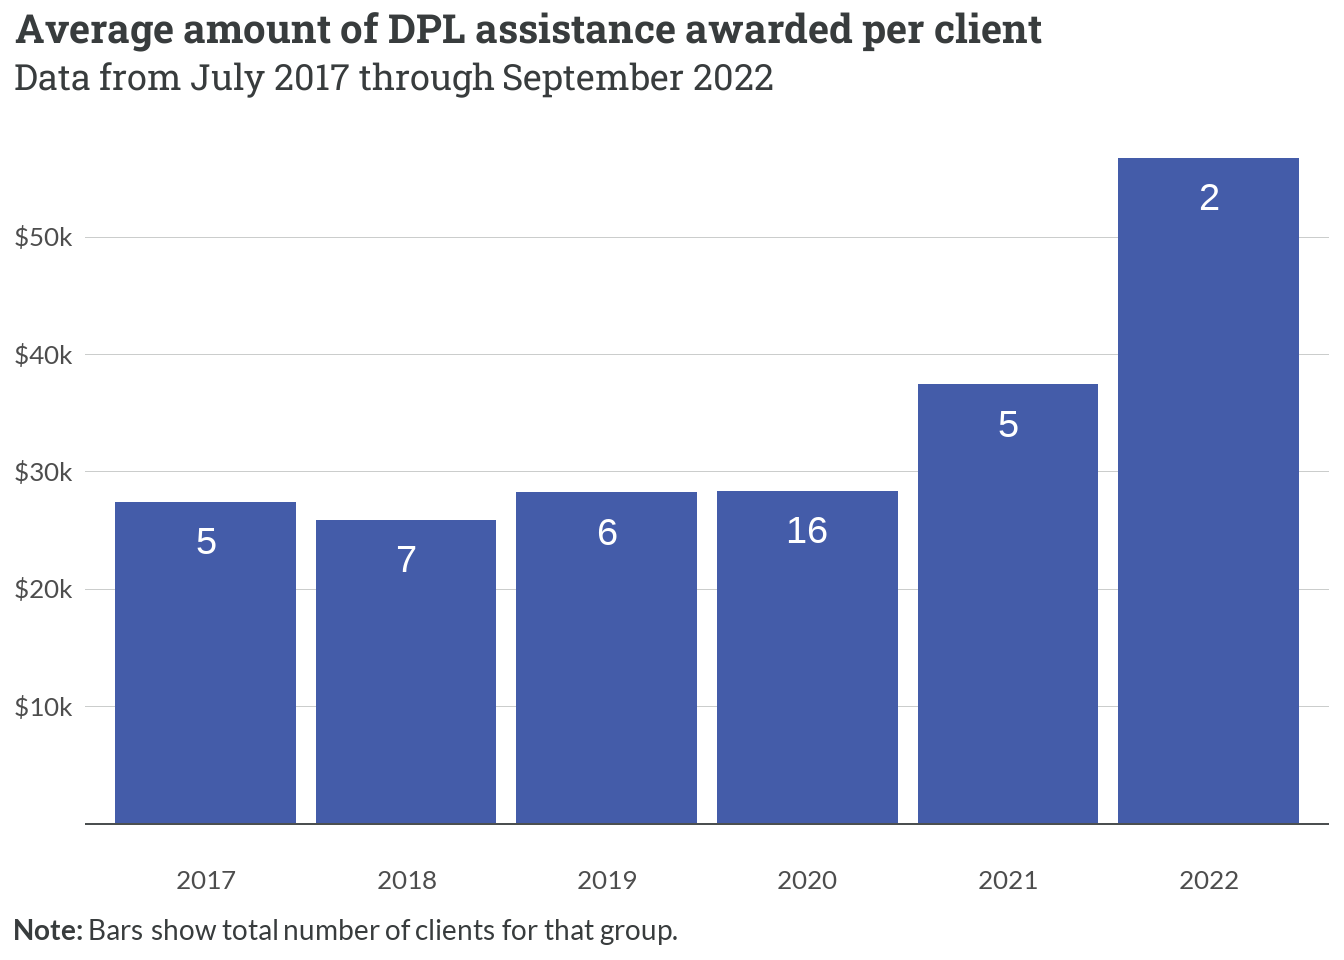 Average amount of DPL assistance awarded per client
Data from July 2017 through September 2022
$50k
$40k
$30k
$20k
$10k
5
7
6
16
5
2
2017
2018
2019
2020
2021
2022
Note: Bars show total number of clients for that group.